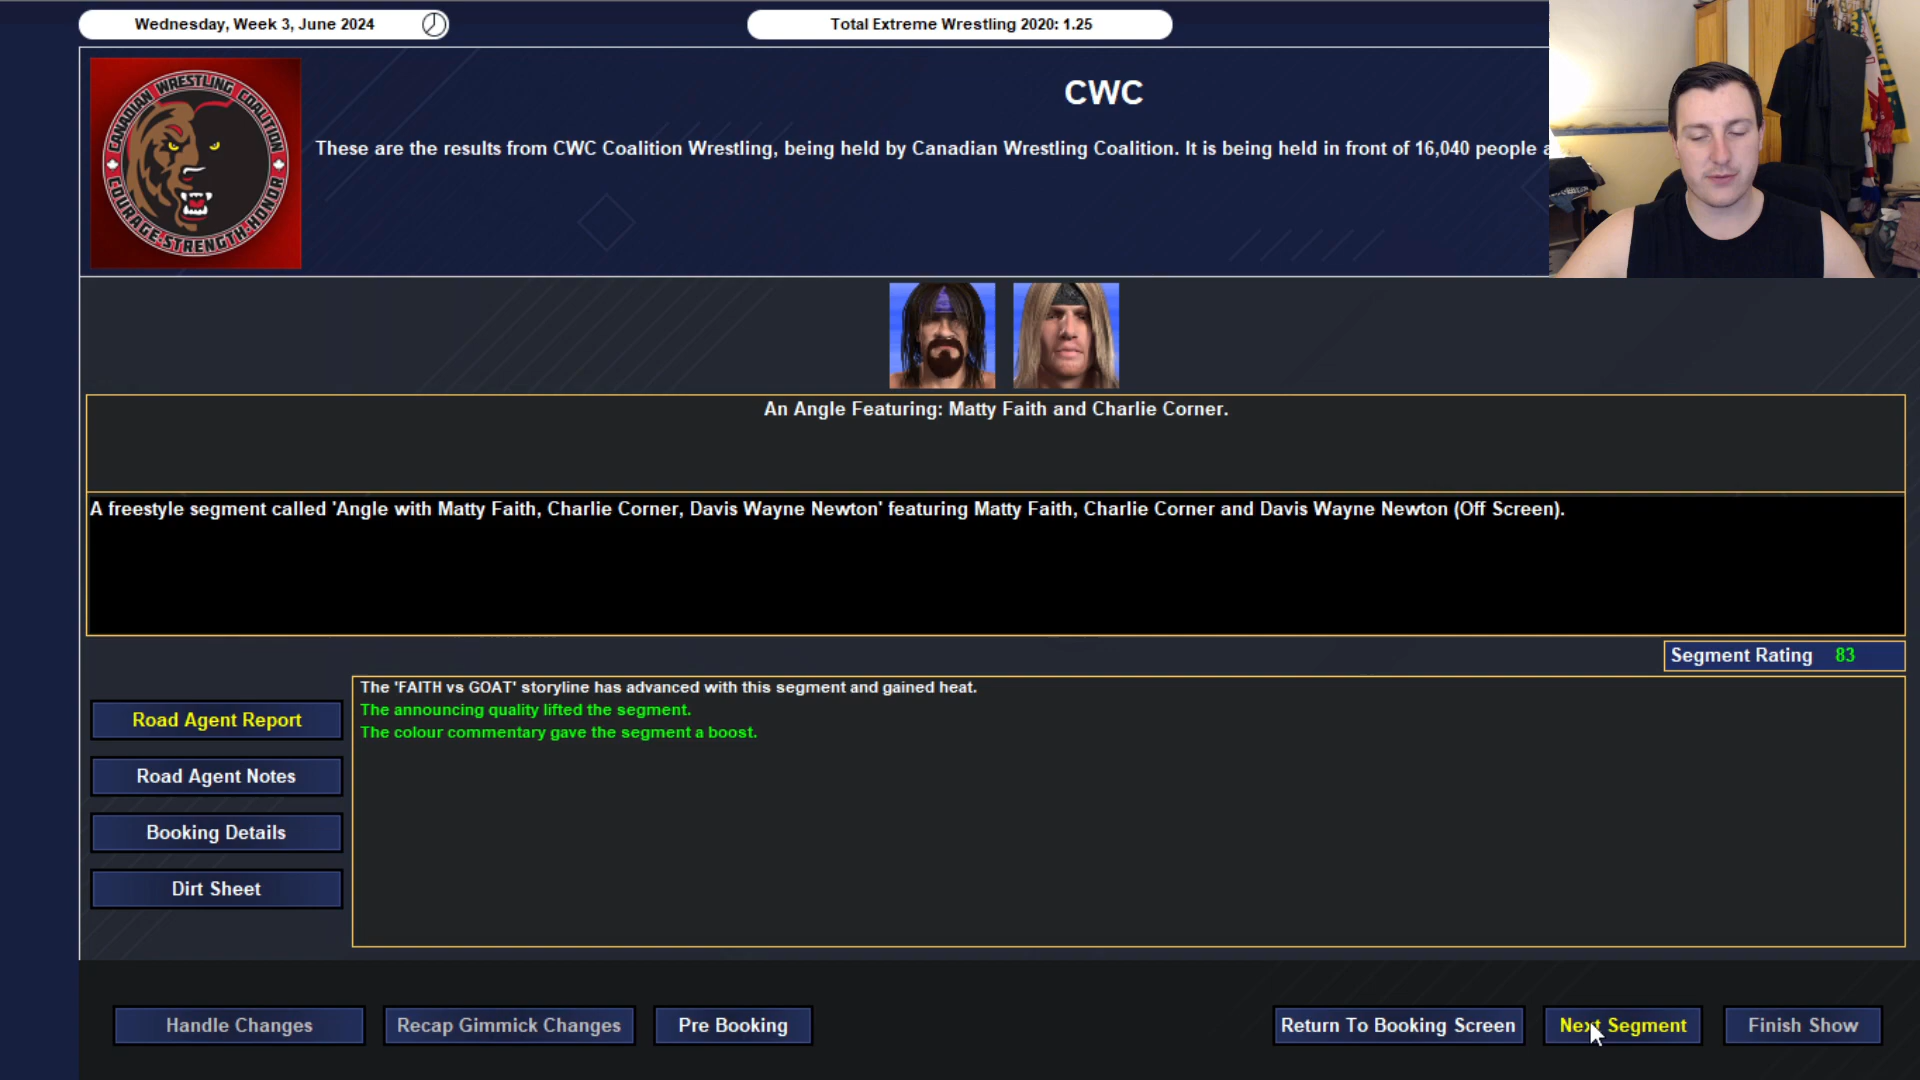 Wednesday, Week 3, June 2024
Total Extreme Wrestling 2020: 1.25
CANADIAN WRESTLING COALITION
COURAGE·STRENGTH·HONOR
CWC
These are the results from CWC Coalition Wrestling, being held by Canadian Wrestling Coalition. It is being held in front of 16,040 people
An Angle Featuring: Matty Faith and Charlie Corner.
A freestyle segment called 'Angle with Matty Faith, Charlie Corner, Davis Wayne Newton' featuring Matty Faith, Charlie Corner and Davis Wayne Newton (Off Screen).
Segment Rating 83
The 'FAITH vs GOAT' storyline has advanced with this segment and gained heat.
The announcing quality lifted the segment.
The colour commentary gave the segment a boost.
Road Agent Report
Road Agent Notes
Booking Details
Dirt Sheet
Handle Changes
Recap Gimmick Changes
Pre Booking
Return To Booking Screen
Next Segment
Finish Show